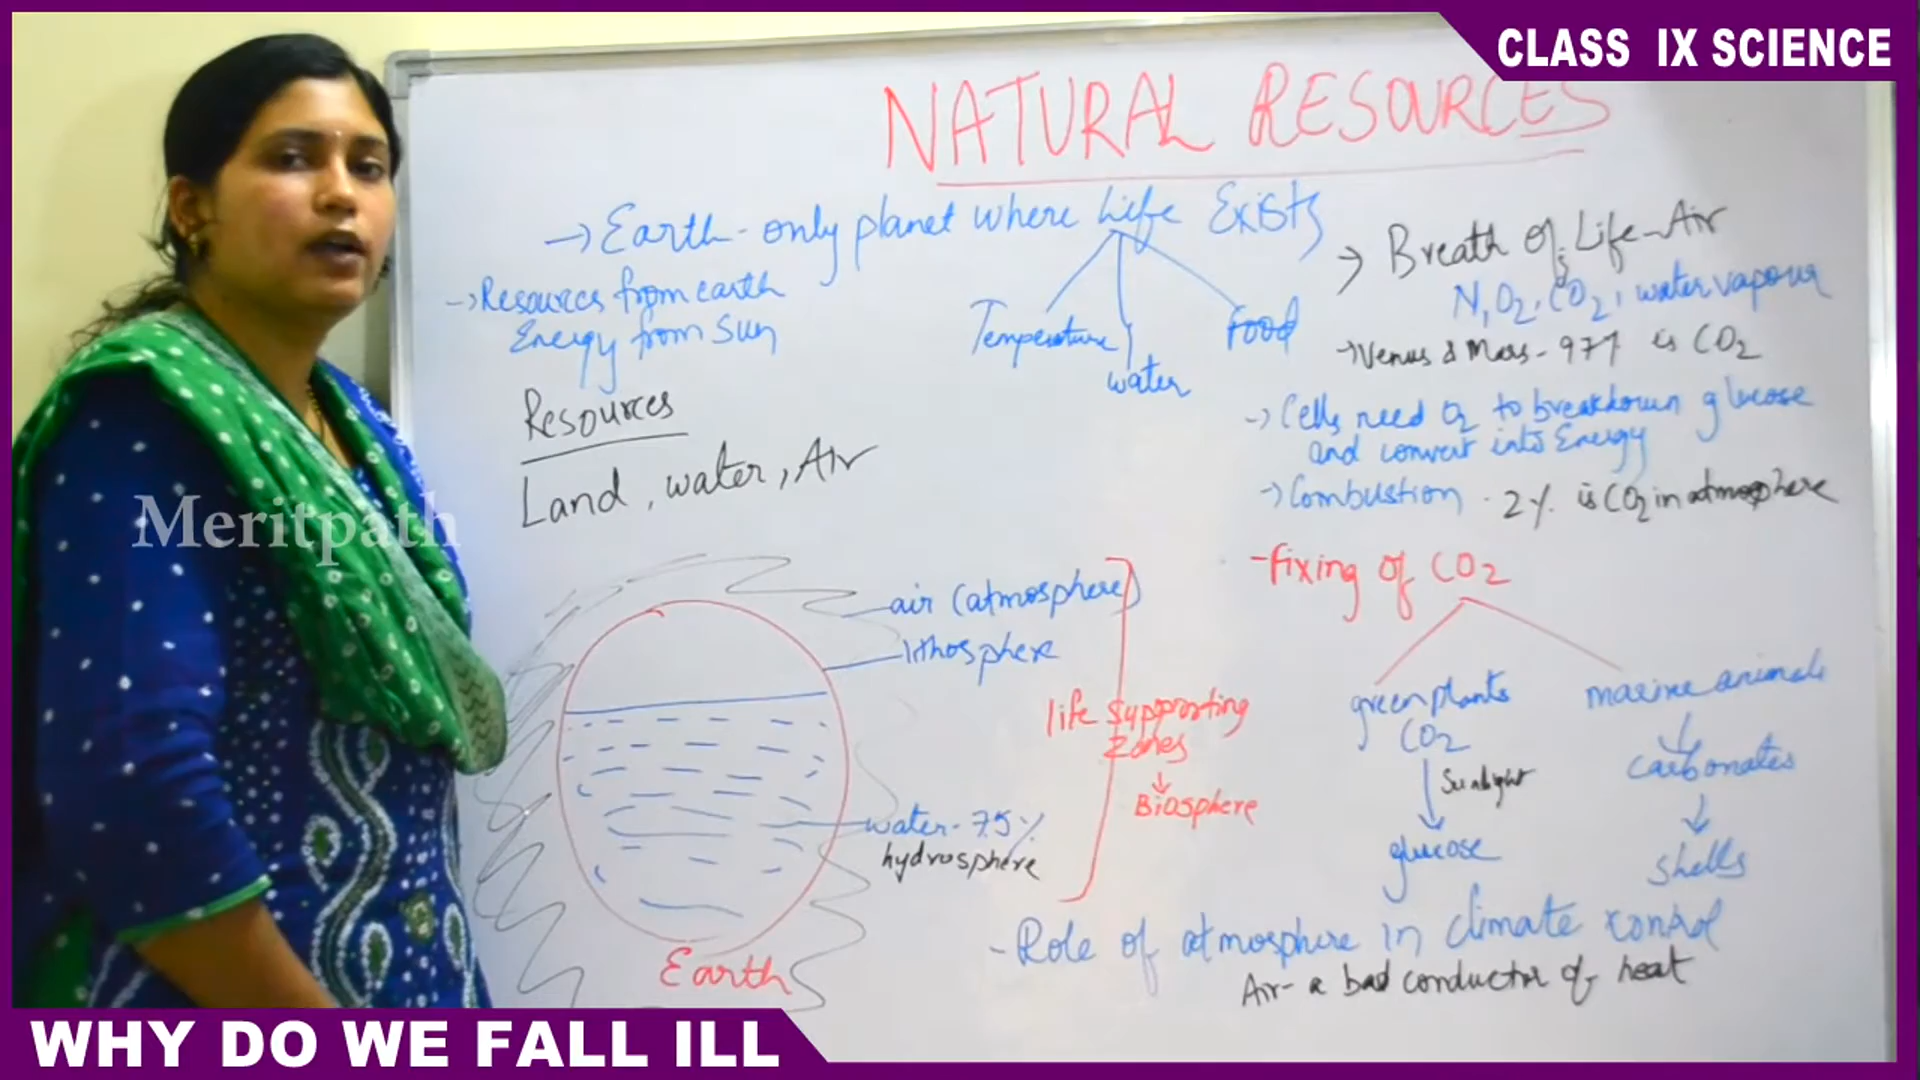 CLASS IX SCIENCE
NATURAL RESOURCES
→ Earth - only planet where life Exists
Temperature
water
Food
→ Resources from earth
Energy from Sun
Resources
Land, water, Air
Meritpath
air (atmosphere)
lithosphere
life supporting
zones
↓
Biosphere
water - 75%
hydrosphere
Earth
→ Breath of Life - Air
N, O2, CO2, water vapour
→ Venus & Mars - 97% is CO2
→ Cells need O2 to breakdown glucose
and convert into Energy
→ Combustion . 2% is CO2 in atmosphere
- fixing of CO2
green plants
CO2
↓ Sunlight
glucose
marine animals
↓
carbonates
↓
shells
- Role of atmosphere in climate control
Air - a bad conductor of heat
WHY DO WE FALL ILL